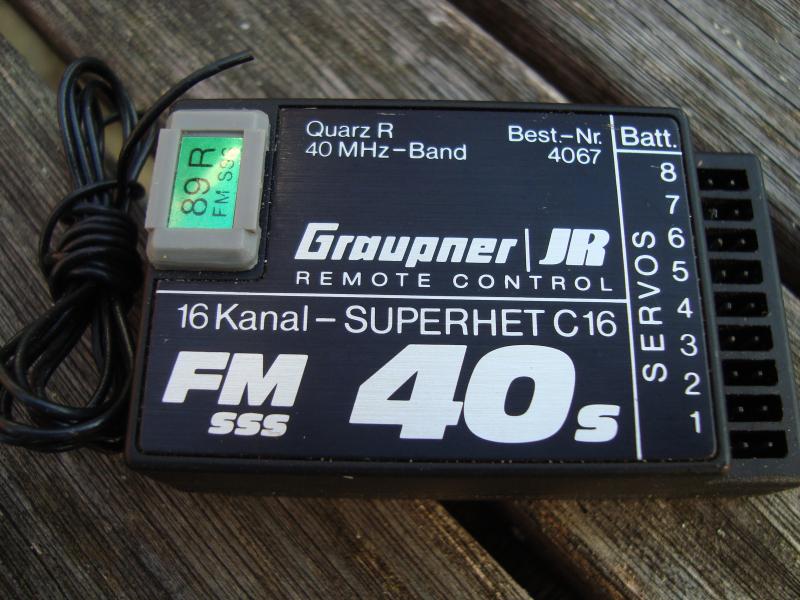 89 R
FM SSS
Quarz R
40 MHz-Band
Best.-Nr.
4067
Graupner | JR
REMOTE CONTROL
16 Kanal - SUPERHET C16
FM
sss
40s
Batt.
SERVOS
8
7
6
5
4
3
2
1